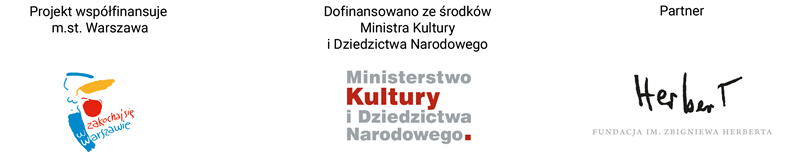 Projekt współfinansuje
m.st. Warszawa
zakochaj się
w
warszawie
Dofinansowano ze środków
Ministra Kultury
i Dziedzictwa Narodowego
Ministerstwo
Kultury
i Dziedzictwa
Narodowego.
Partner
HerberT
FUNDACJA IM. ZBIGNIEWA HERBERTA